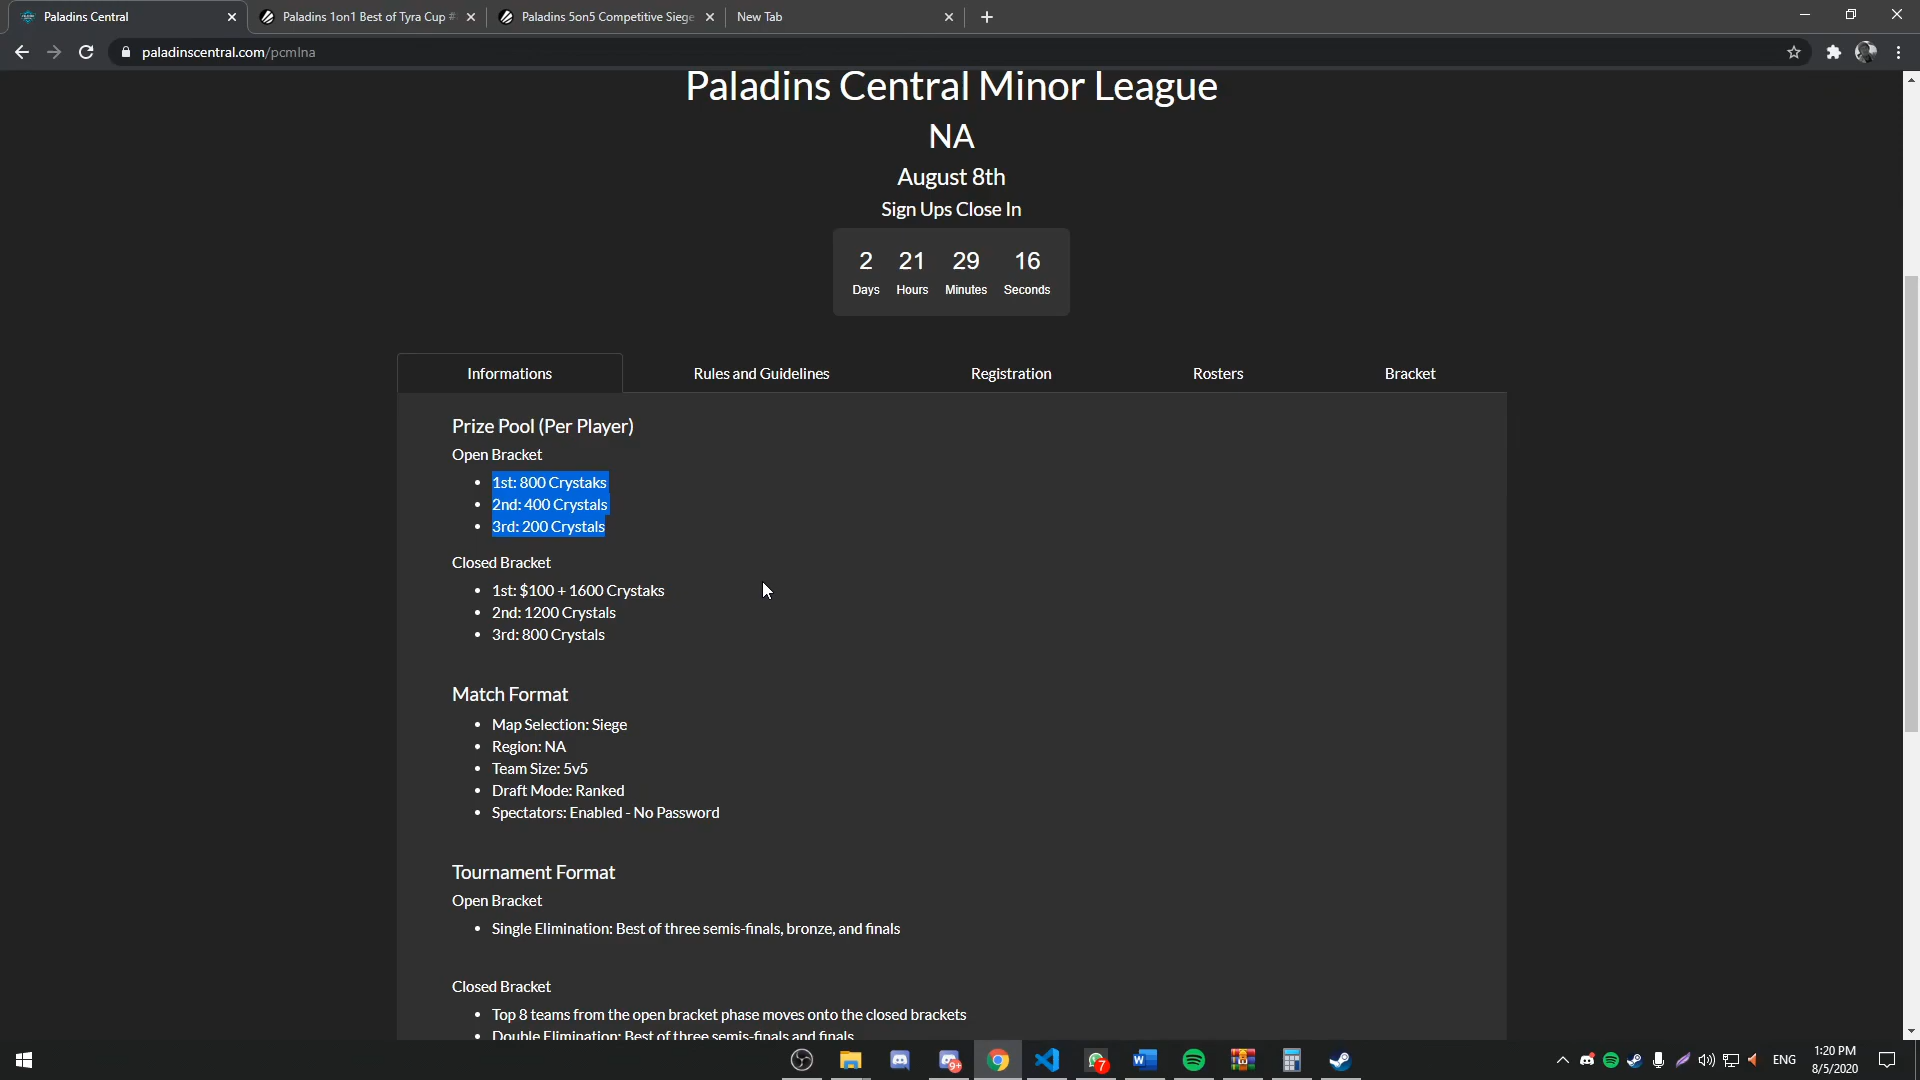 Paladins Central
Paladins 1on1 Best of Tyra Cup #
Paladins 5on5 Competitive Siege
New Tab
paladinscentral.com/pcmlna
Paladins Central Minor League
NA
August 8th
Sign Ups Close In
2 21 29 16
Days Hours Minutes Seconds
Informations Rules and Guidelines Registration Rosters Bracket
Prize Pool (Per Player)
Open Bracket
1st: 800 Crystaks
2nd: 400 Crystals
3rd: 200 Crystals
Closed Bracket
1st: $100 + 1600 Crystaks
2nd: 1200 Crystals
3rd: 800 Crystals
Match Format
Map Selection: Siege
Region: NA
Team Size: 5v5
Draft Mode: Ranked
Spectators: Enabled - No Password
Tournament Format
Open Bracket
Single Elimination: Best of three semis-finals, bronze, and finals
Closed Bracket
Top 8 teams from the open bracket phase moves onto the closed brackets
Double Elimination: Best of three semis-finals and finals
9+
7
ENG
1:20 PM
8/5/2020